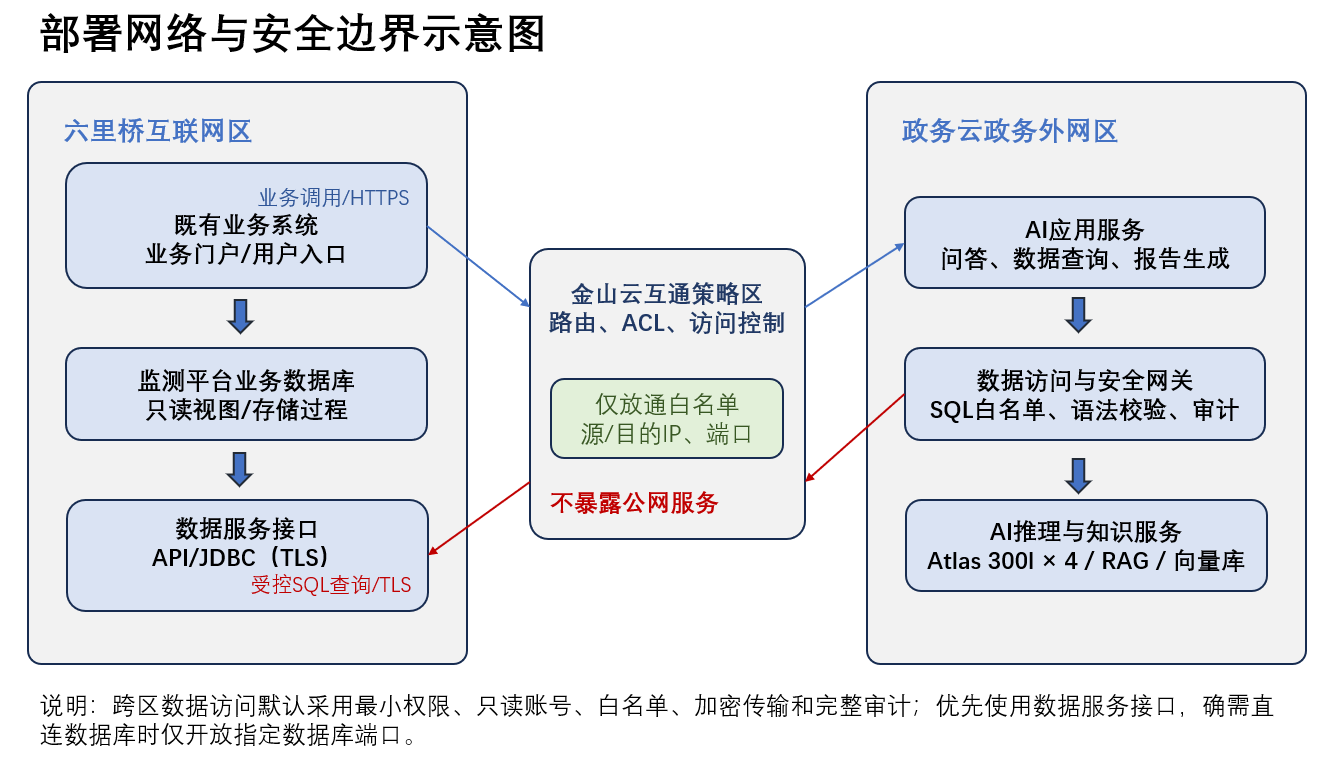 部署网络与安全边界示意图
六里桥互联网区
业务调用/HTTPS
既有业务系统
业务门户/用户入口
监测平台业务数据库
只读视图/存储过程
数据服务接口
API/JDBC（TLS）
受控SQL查询/TLS
金山云互通策略区
路由、ACL、访问控制
仅放通白名单
源/目的IP、端口
不暴露公网服务
政务云政务外网区
AI应用服务
问答、数据查询、报告生成
数据访问与安全网关
SQL白名单、语法校验、审计
AI推理与知识服务
Atlas 300I × 4 / RAG / 向量库
说明：跨区数据访问默认采用最小权限、只读账号、白名单、加密传输和完整审计；优先使用数据服务接口，确需直
连数据库时仅开放指定数据库端口。